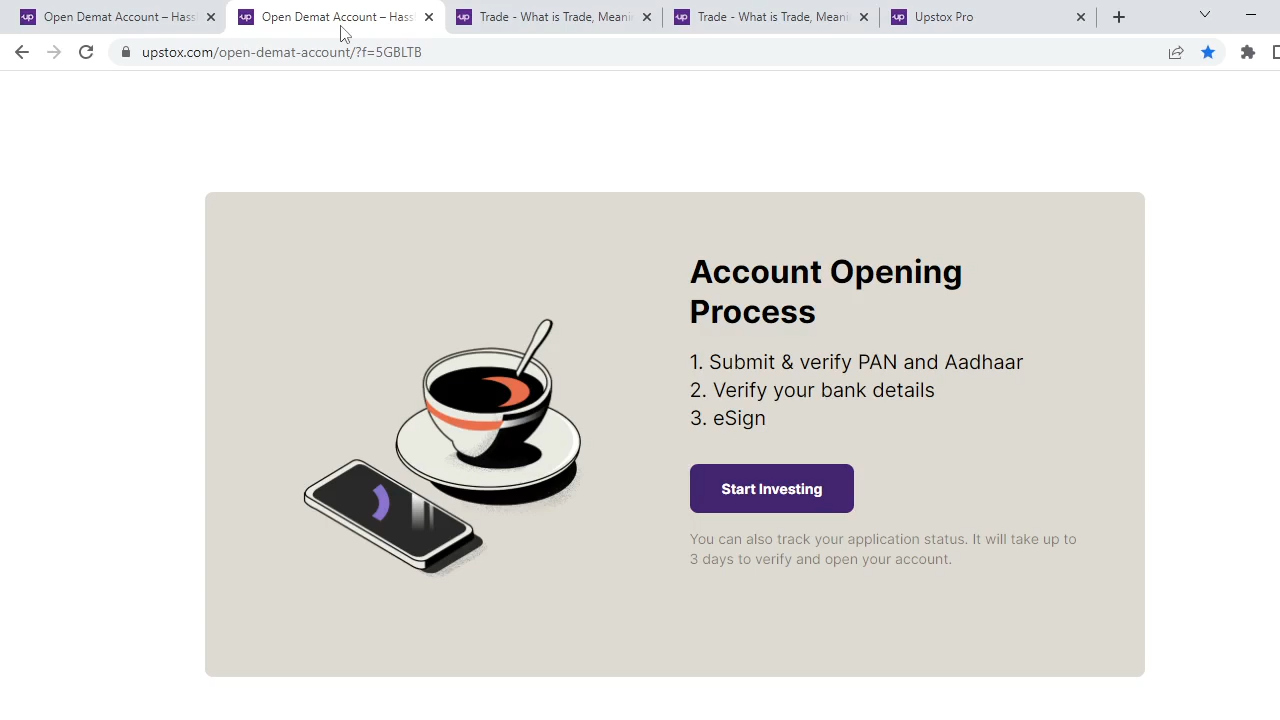 Open Demat Account – Hassl
Open Demat Account – Hassl
Trade - What is Trade, Meani
Trade - What is Trade, Meani
Upstox Pro
upstox.com/open-demat-account/?f=5GBLTB
Account Opening
Process
1. Submit & verify PAN and Aadhaar
2. Verify your bank details
3. eSign
Start Investing
You can also track your application status. It will take up to
3 days to verify and open your account.